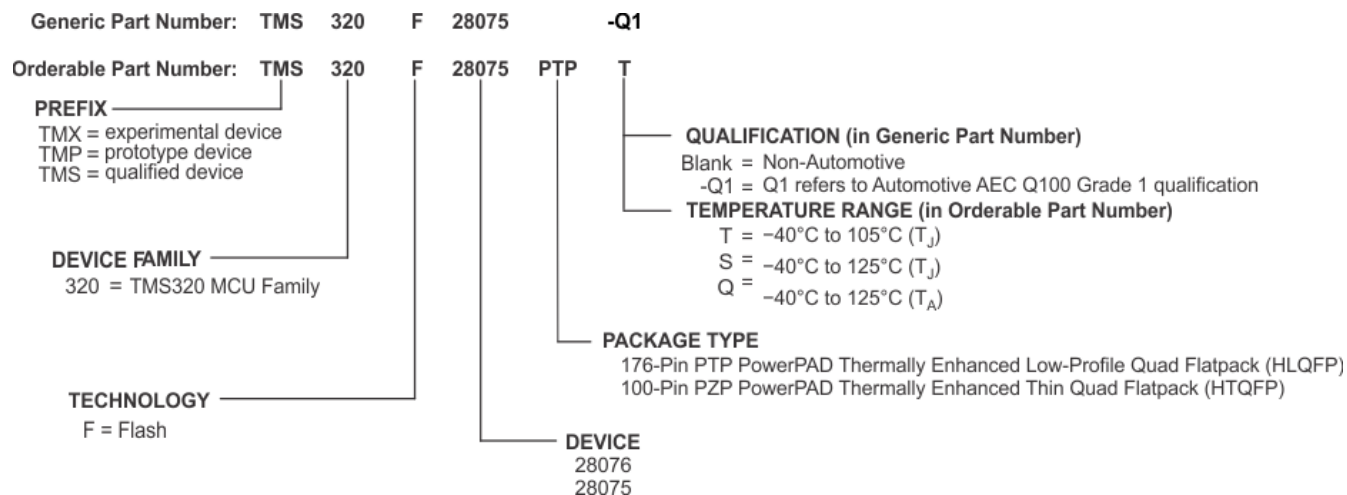 Generic Part Number: TMS 320 F 28075 -Q1
Orderable Part Number: TMS 320 F 28075 PTP T
PREFIX
TMX = experimental device
TMP = prototype device
TMS = qualified device
QUALIFICATION (in Generic Part Number)
Blank = Non-Automotive
-Q1 = Q1 refers to Automotive AEC Q100 Grade 1 qualification
TEMPERATURE RANGE (in Orderable Part Number)
T = −40°C to 105°C (TJ)
S = −40°C to 125°C (TJ)
Q = −40°C to 125°C (TA)
DEVICE FAMILY
320 = TMS320 MCU Family
PACKAGE TYPE
176-Pin PTP PowerPAD Thermally Enhanced Low-Profile Quad Flatpack (HLQFP)
100-Pin PZP PowerPAD Thermally Enhanced Thin Quad Flatpack (HTQFP)
TECHNOLOGY
F = Flash
DEVICE
28076
28075